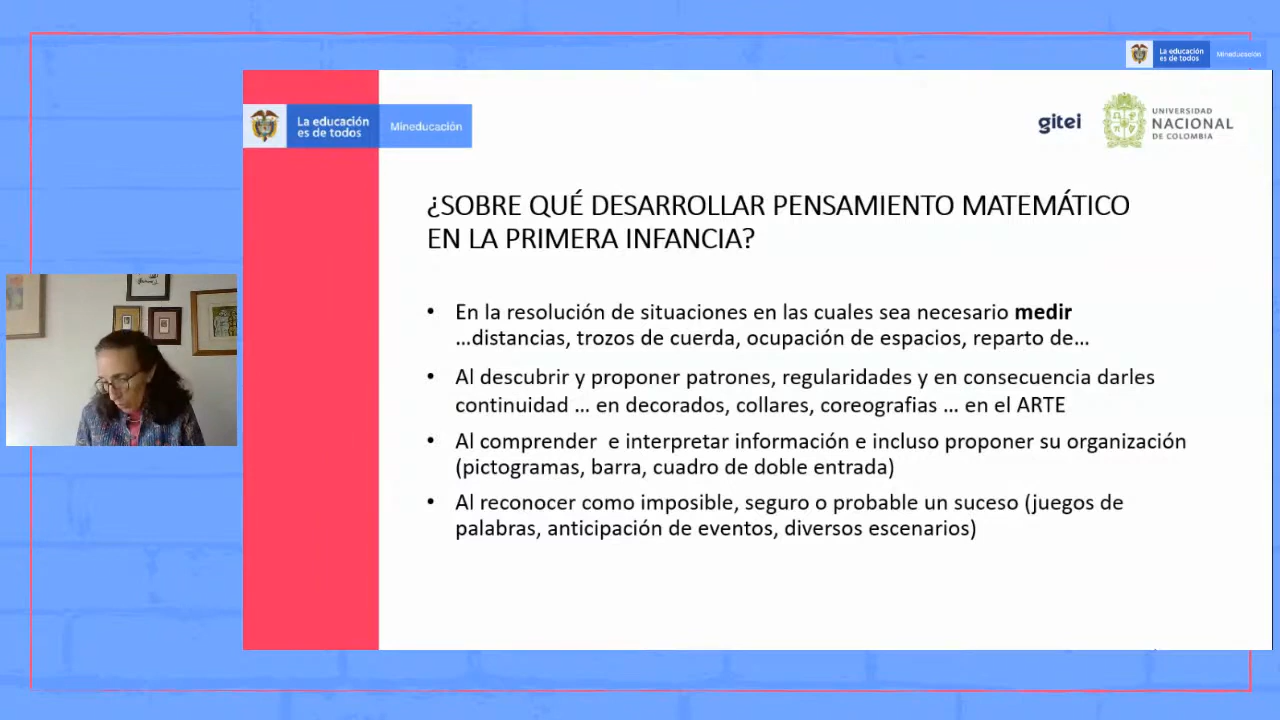 La educación
es de todos
Mineducación
La educación
es de todos
Mineducación
gitei
UNIVERSIDAD
NACIONAL
DE COLOMBIA
¿SOBRE QUÉ DESARROLLAR PENSAMIENTO MATEMÁTICO
EN LA PRIMERA INFANCIA?
• En la resolución de situaciones en las cuales sea necesario medir
...distancias, trozos de cuerda, ocupación de espacios, reparto de...
• Al descubrir y proponer patrones, regularidades y en consecuencia darles
continuidad ... en decorados, collares, coreografias ... en el ARTE
• Al comprender e interpretar información e incluso proponer su organización
(pictogramas, barra, cuadro de doble entrada)
• Al reconocer como imposible, seguro o probable un suceso (juegos de
palabras, anticipación de eventos, diversos escenarios)